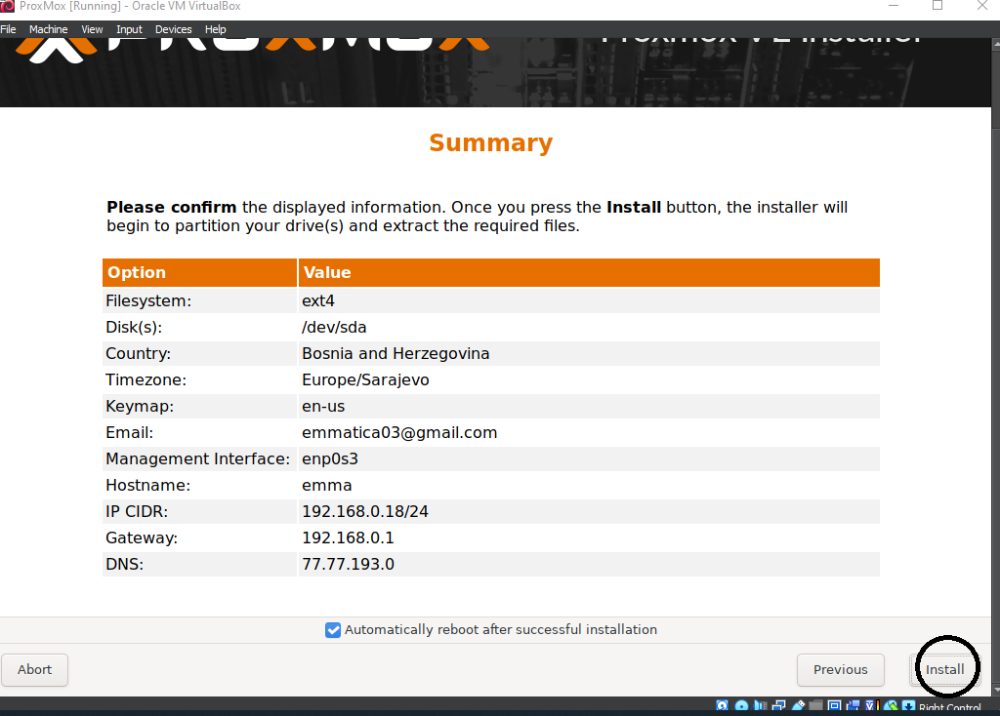 ProxMox [Running] - Oracle VM VirtualBox
File Machine View Input Devices Help
PROXMOX Proxmox VE Installer
Summary
Please confirm the displayed information. Once you press the Install button, the installer will
begin to partition your drive(s) and extract the required files.
Option Value
Filesystem: ext4
Disk(s): /dev/sda
Country: Bosnia and Herzegovina
Timezone: Europe/Sarajevo
Keymap: en-us
Email: emmatica03@gmail.com
Management Interface: enp0s3
Hostname: emma
IP CIDR: 192.168.0.18/24
Gateway: 192.168.0.1
DNS: 77.77.193.0
Automatically reboot after successful installation
Abort Previous Install
Right Control